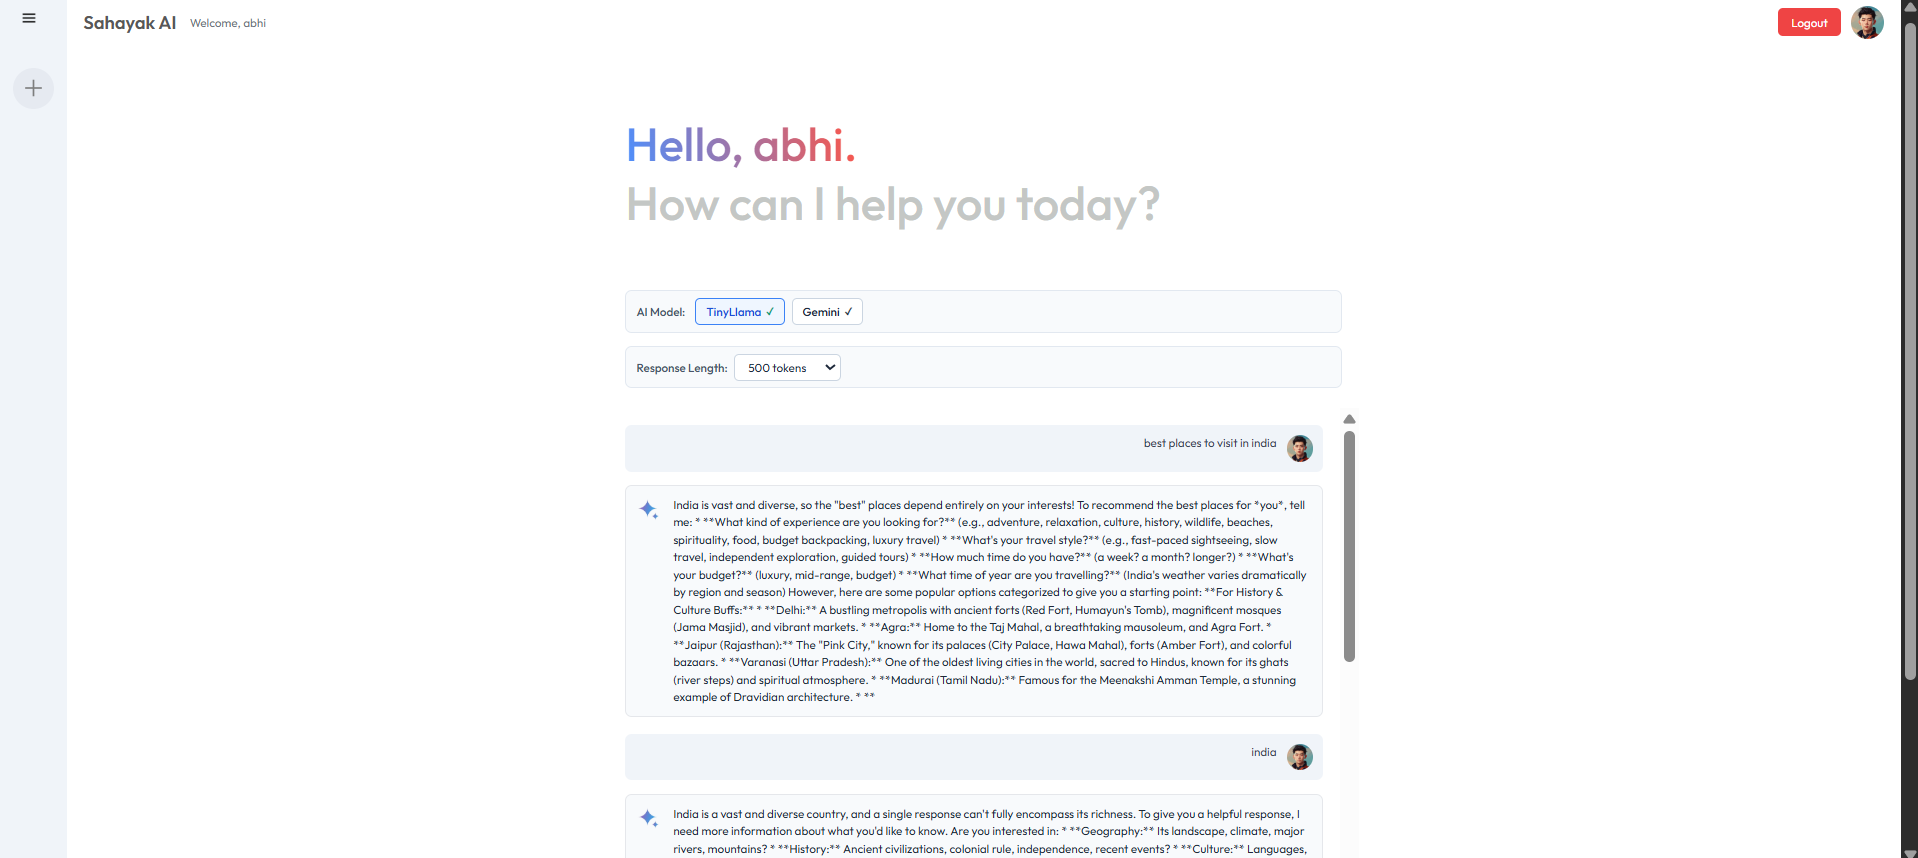 Sahayak AI Welcome, abhi
Logout
Hello, abhi.
How can I help you today?
AI Model: TinyLlama ✓ Gemini ✓
Response Length: 500 tokens
best places to visit in india
India is vast and diverse, so the "best" places depend entirely on your interests! To recommend the best places for *you*, tell
me: * **What kind of experience are you looking for?** (e.g., adventure, relaxation, culture, history, wildlife, beaches,
spirituality, food, budget backpacking, luxury travel) * **What's your travel style?** (e.g., fast-paced sightseeing, slow
travel, independent exploration, guided tours) * **How much time do you have?** (a week? a month? longer?) * **What's
your budget?** (luxury, mid-range, budget) * **What time of year are you travelling?** (India's weather varies dramatically
by region and season) However, here are some popular options categorized to give you a starting point: **For History &
Culture Buffs:** * **Delhi:** A bustling metropolis with ancient forts (Red Fort, Humayun's Tomb), magnificent mosques
(Jama Masjid), and vibrant markets. * **Agra:** Home to the Taj Mahal, a breathtaking mausoleum, and Agra Fort. *
**Jaipur (Rajasthan):** The "Pink City," known for its palaces (City Palace, Hawa Mahal), forts (Amber Fort), and colorful
bazaars. * **Varanasi (Uttar Pradesh):** One of the oldest living cities in the world, sacred to Hindus, known for its ghats
(river steps) and spiritual atmosphere. * **Madurai (Tamil Nadu):** Famous for the Meenakshi Amman Temple, a stunning
example of Dravidian architecture. * **
india
India is a vast and diverse country, and a single response can't fully encompass its richness. To give you a helpful response, I
need more information about what you'd like to know. Are you interested in: * **Geography:** Its landscape, climate, major
rivers, mountains? * **History:** Ancient civilizations, colonial rule, independence, recent events? * **Culture:** Languages,